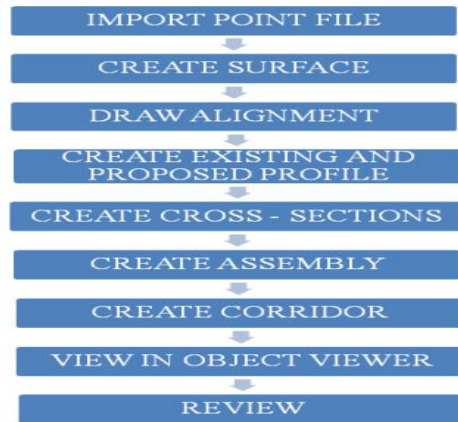 IMPORT POINT FILE
CREATE SURFACE
DRAW ALIGNMENT
CREATE EXISTING AND
PROPOSED PROFILE
CREATE CROSS - SECTIONS
CREATE ASSEMBLY
CREATE CORRIDOR
VIEW IN OBJECT VIEWER
REVIEW